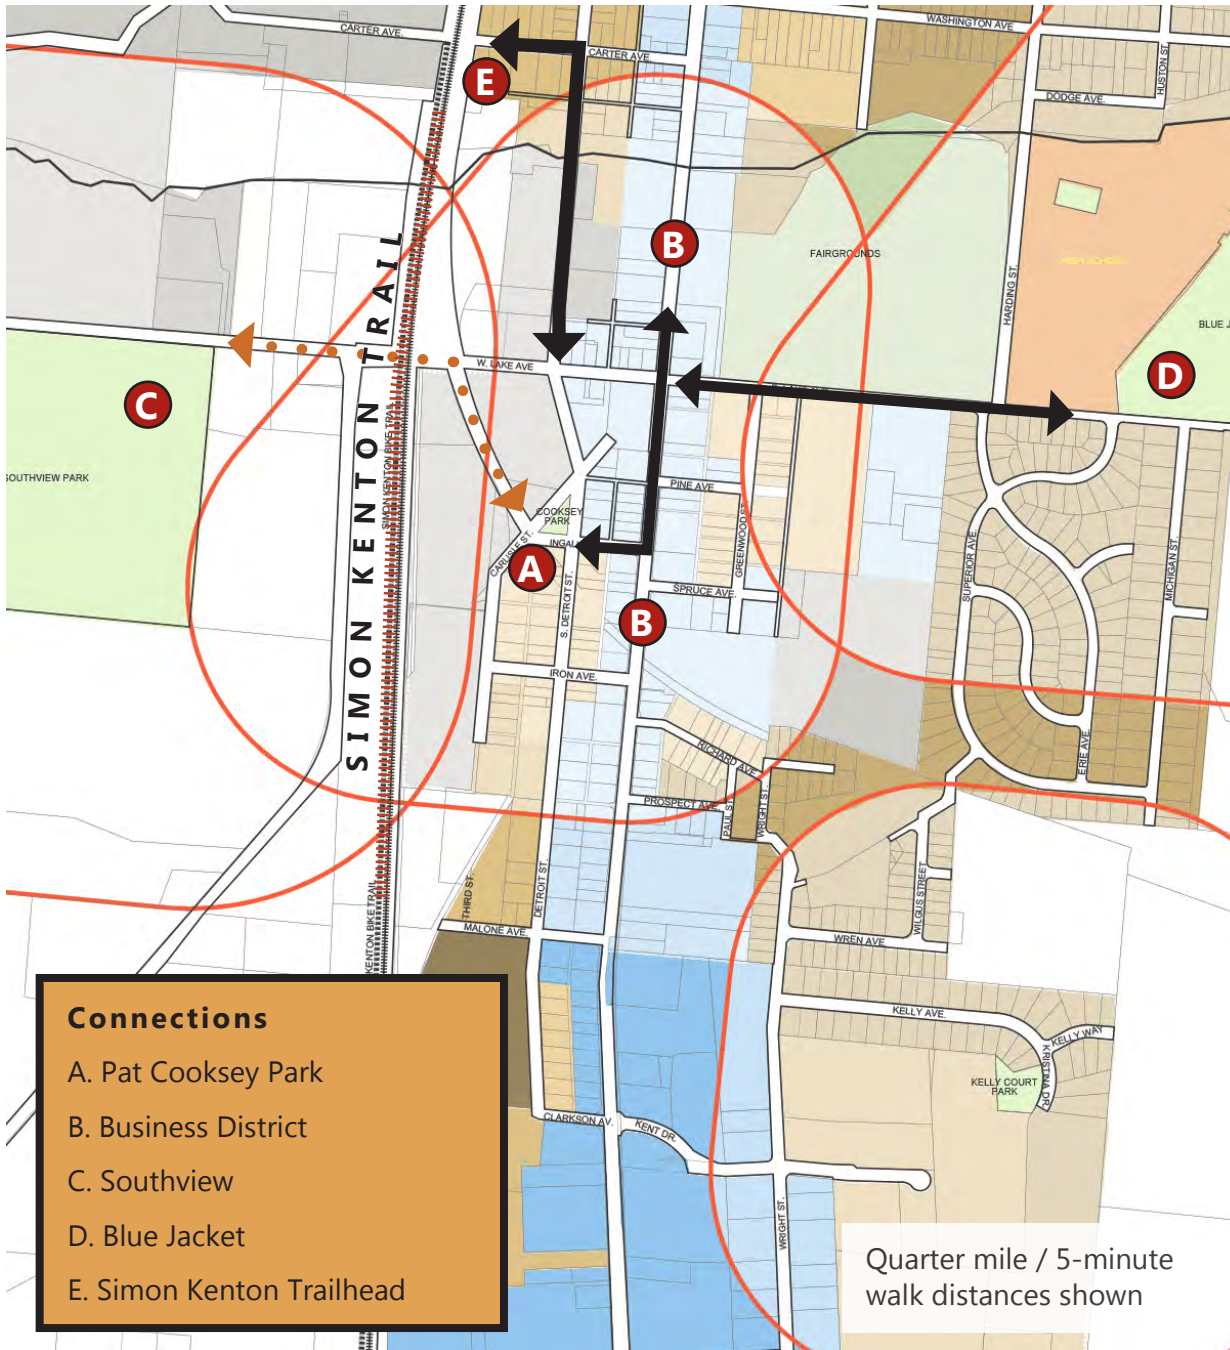 CARTER AVE.
WASHINGTON AVE
CARTER AVE.
HUSTON ST.
E
DODGE AVE.
B
FAIRGROUNDS
HARDING ST.
BLUE J
W. LAKE AVE
D
C
SIMON KENTON TRAIL
SIMON KENTON BIKE TRAIL
SOUTHVIEW PARK
PINE AVE
COOKSEY
PARK
GREENWOOD ST.
CARLISLE ST.
INGAL
A
SUPERIOR AVE.
MICHIGAN ST.
SPRUCE AVE.
S. DETROIT ST.
B
IRON AVE.
RICHARD AVE
ERIE AVE.
PROSPECT AVE.
PAUL ST.
WRIGHT ST.
THIRD ST.
DETROIT ST.
WILGUS STREET
MALONE AVE.
WREN AVE
KENTON BIKE TRAIL
KELLY AVE.
KELLY WAY
KRISTINA DR.
KELLY COURT
PARK
CLARKSON AV.
KENT DR.
WRIGHT ST.
Connections
A. Pat Cooksey Park
B. Business District
C. Southview
D. Blue Jacket
E. Simon Kenton Trailhead
Quarter mile / 5-minute
walk distances shown